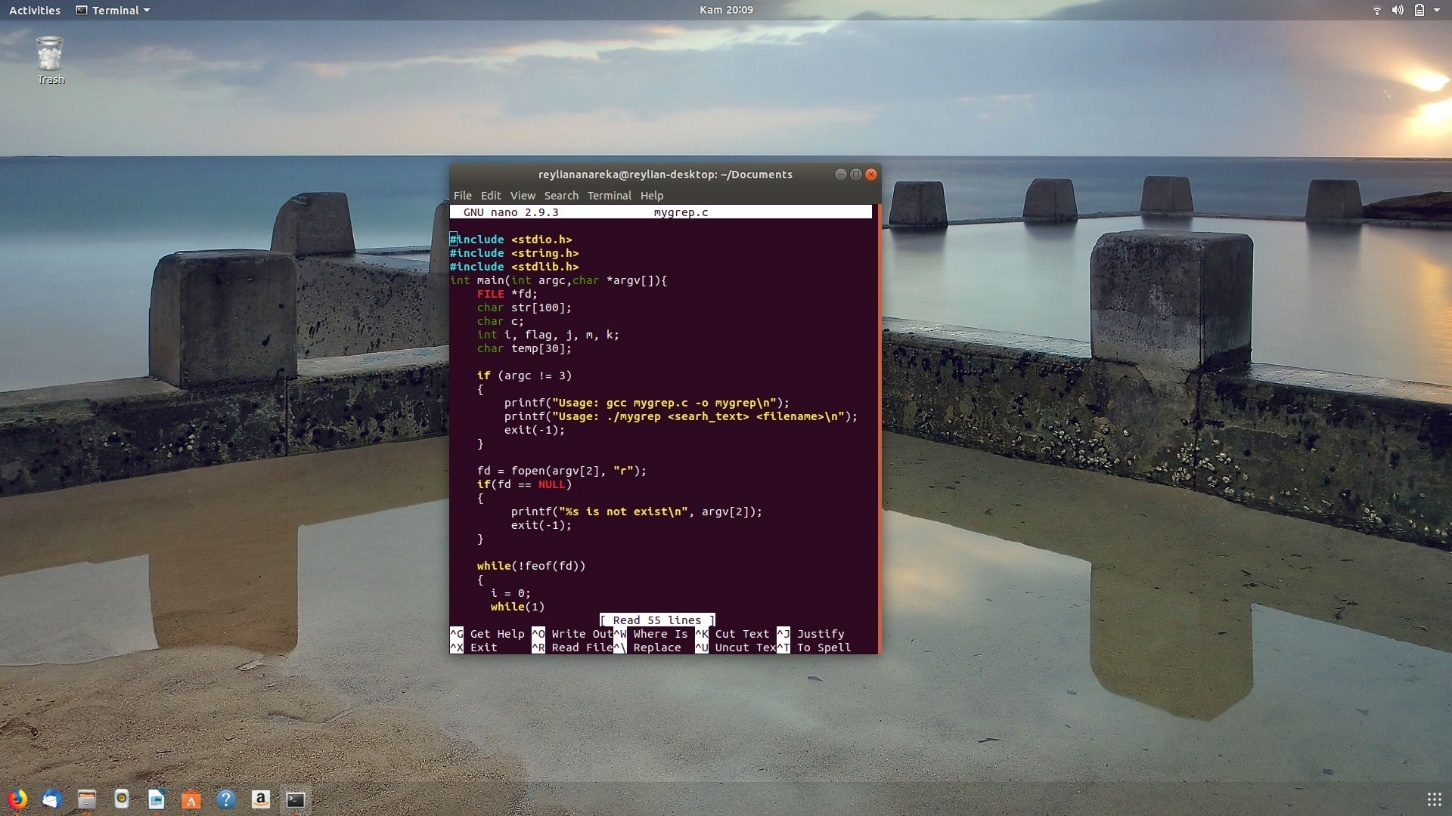 Activities Terminal Kam 20:09
Trash
reyliananareka@reylian-desktop: ~/Documents
File Edit View Search Terminal Help
GNU nano 2.9.3 mygrep.c
#include <stdio.h>
#include <string.h>
#include <stdlib.h>
int main(int argc,char *argv[]){
    FILE *fd;
    char str[100];
    char c;
    int i, flag, j, m, k;
    char temp[30];
    if (argc != 3)
    {
        printf("Usage: gcc mygrep.c -o mygrep\n");
        printf("Usage: ./mygrep <searh_text> <filename>\n");
        exit(-1);
    }
    fd = fopen(argv[2], "r");
    if(fd == NULL)
    {
         printf("%s is not exist\n", argv[2]);
         exit(-1);
    }
    while(!feof(fd))
    {
      i = 0;
      while(1)
[ Read 55 lines ]
^G Get Help ^O Write Out^W Where Is ^K Cut Text ^J Justify
^X Exit ^R Read File^\ Replace ^U Uncut Tex^T To Spell